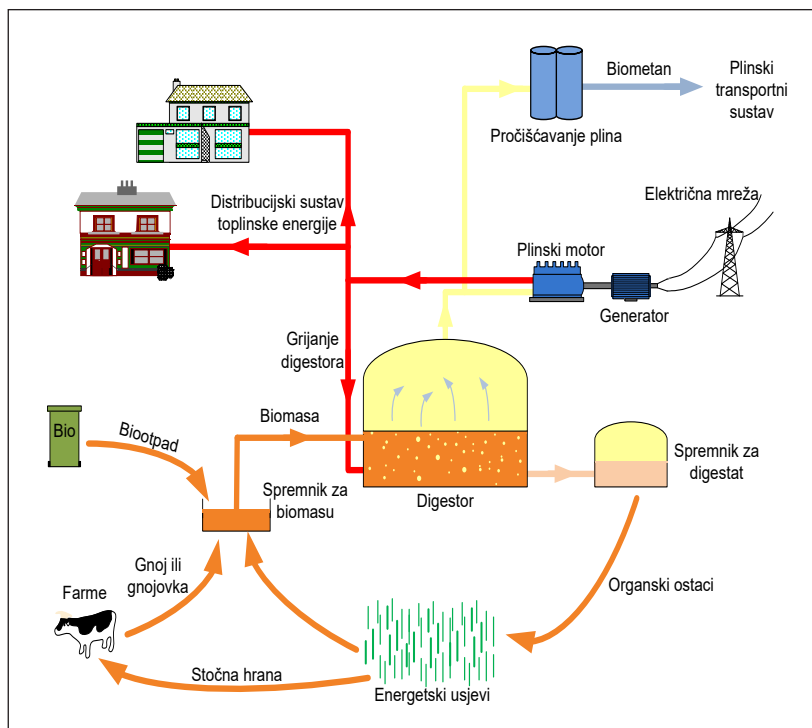 Biometan
Plinski
transportni
sustav
Pročišćavanje plina
Električna mreža
Distribucijski sustav
toplinske energije
Plinski motor
Generator
Grijanje
digestora
Bio
Biootpad
Biomasa
Spremnik za
biomasu
Digestor
Spremnik za
digestat
Gnoj ili
gnojovka
Farme
Organski ostaci
Stočna hrana
Energetski usjevi